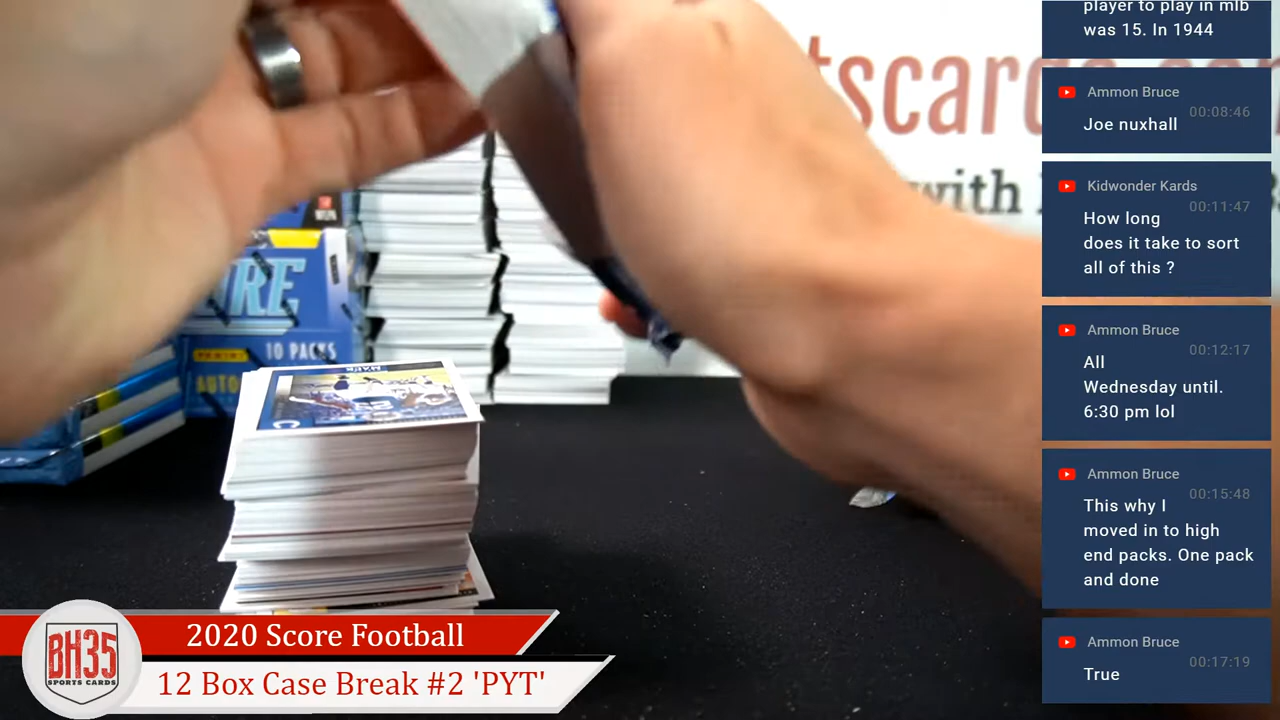 player to play in mlb
was 15. In 1944
Ammon Bruce
00:08:46
Joe nuxhall
Kidwonder Kards
00:11:47
How long
does it take to sort
all of this ?
Ammon Bruce
00:12:17
All
Wednesday until.
6:30 pm lol
Ammon Bruce
00:15:48
This why I
moved in to high
end packs. One pack
and done
Ammon Bruce
00:17:19
True
with
PANINI
10 PACKS
AUTO
2020 Score Football
12 Box Case Break #2 'PYT'
BH35
SPORTS CARDS